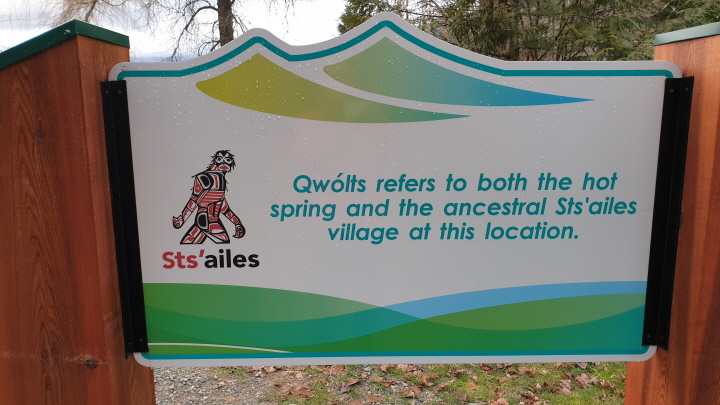 Qwólts refers to both the hot
spring and the ancestral Sts'ailes
village at this location.
Sts'ailes